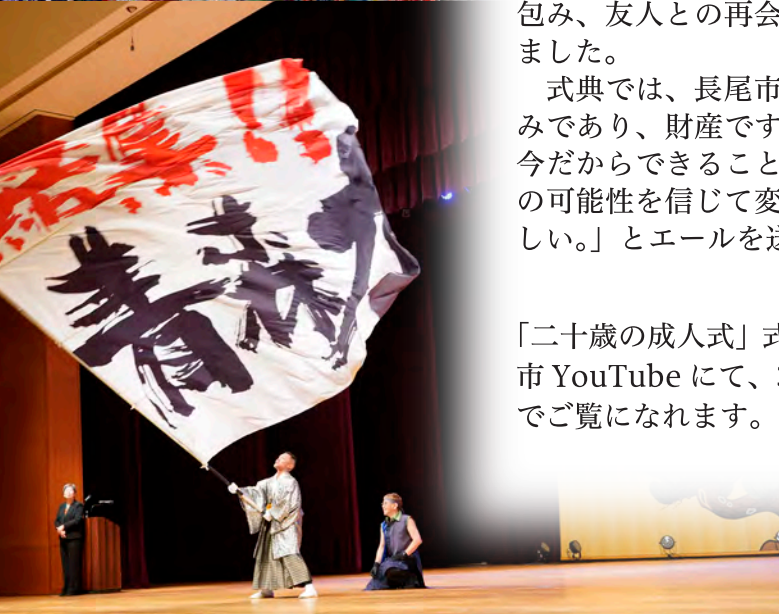 包み、友人との再会
ました。
　式典では、長尾市
みであり、財産です
今だからできること
の可能性を信じて変
しい。」とエールを送
「二十歳の成人式」式
市 YouTube にて、
でご覧になれます。
青